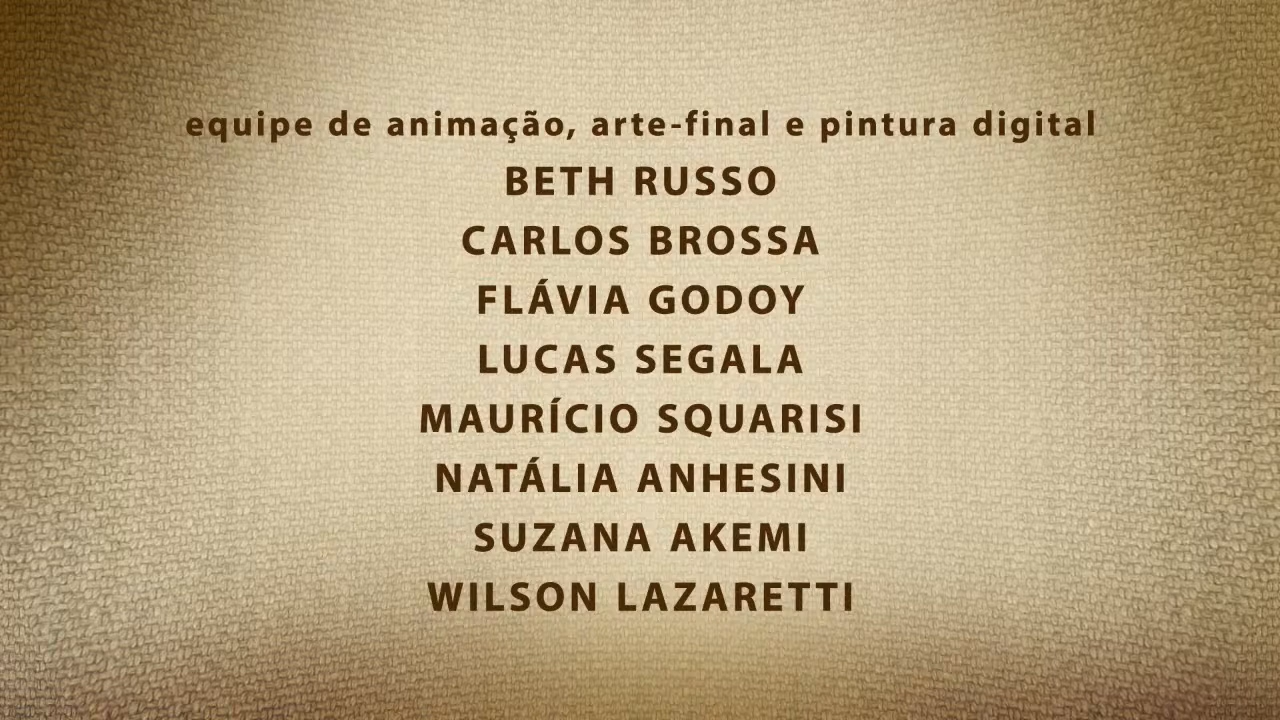 equipe de animação, arte-final e pintura digital
BETH RUSSO
CARLOS BROSSA
FLÁVIA GODOY
LUCAS SEGALA
MAURÍCIO SQUARISI
NATÁLIA ANHESINI
SUZANA AKEMI
WILSON LAZARETTI